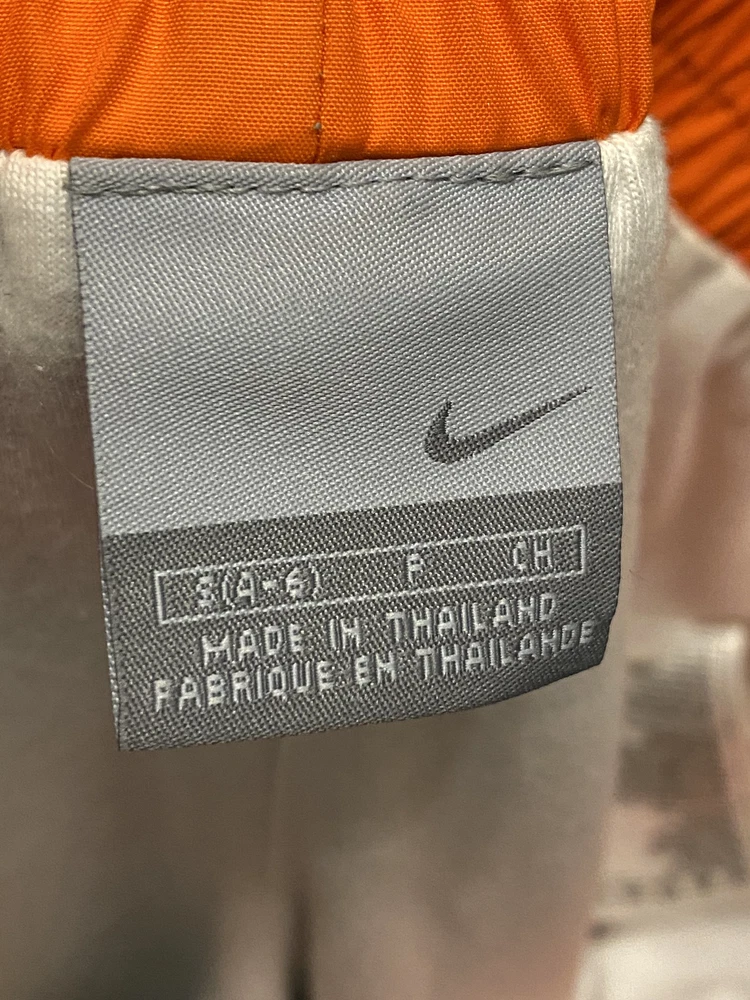 S(4-6) P CH
MADE IN THAILAND
FABRIQUE EN THAILANDE